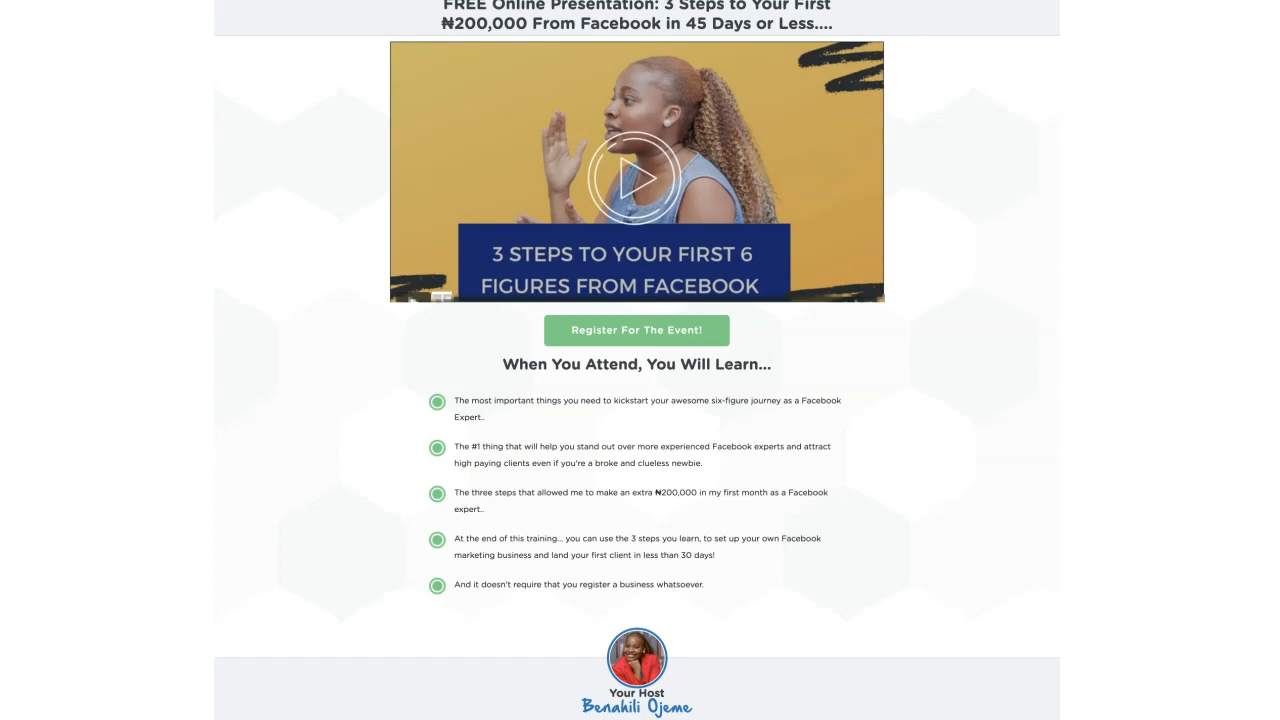 FREE Online Presentation: 3 Steps to Your First
₦200,000 From Facebook in 45 Days or Less....
3 STEPS TO YOUR FIRST 6
FIGURES FROM FACEBOOK
Register For The Event!
When You Attend, You Will Learn...
The most important things you need to kickstart your awesome six-figure journey as a Facebook
Expert..
The #1 thing that will help you stand out over more experienced Facebook experts and attract
high paying clients even if you're a broke and clueless newbie.
The three steps that allowed me to make an extra ₦200,000 in my first month as a Facebook
expert..
At the end of this training... you can use the 3 steps you learn, to set up your own Facebook
marketing business and land your first client in less than 30 days!
And it doesn't require that you register a business whatsoever.
Your Host
Benahili Ojeme